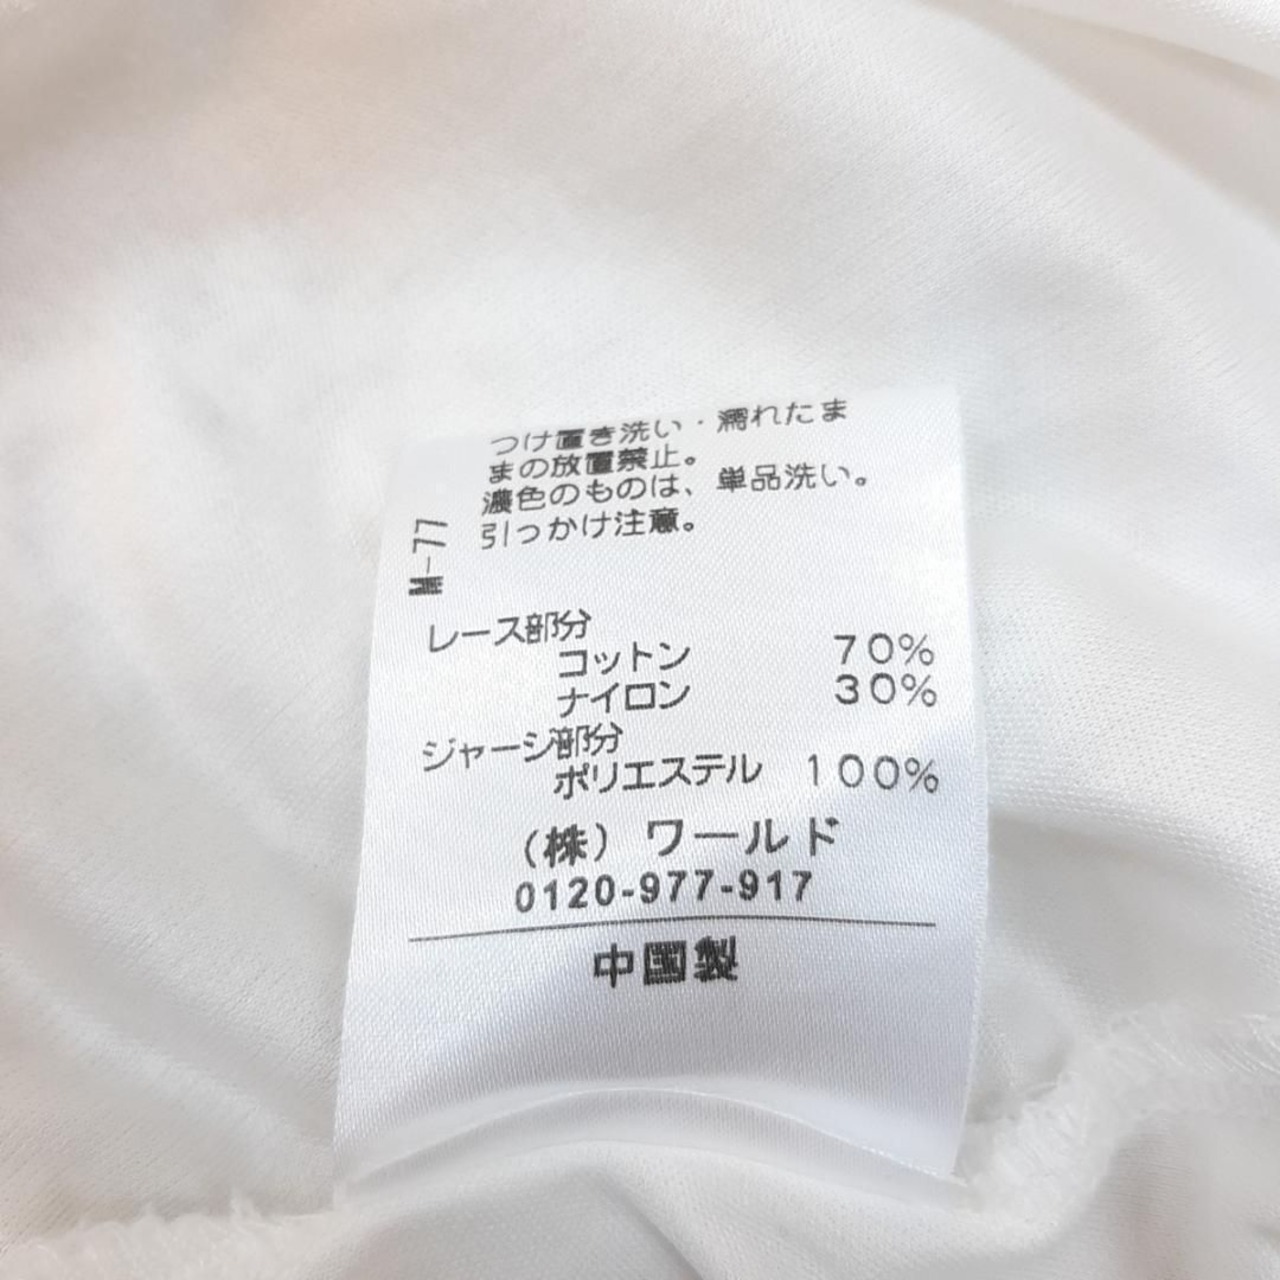 つけ置き洗い・濡れたま
まの放置禁止。
濃色のものは、単品洗い。
引っかけ注意。
M-77
レース部分
コットン 70%
ナイロン 30%
ジャージ部分
ポリエステル 100%
（株）ワールド
0120-977-917
中国製